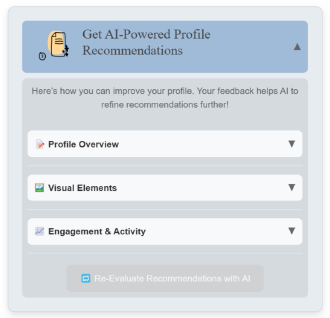 Get AI-Powered Profile
Recommendations
Here's how you can improve your profile. Your feedback helps AI to
refine recommendations further!
Profile Overview
Visual Elements
Engagement & Activity
Re-Evaluate Recommendations with AI